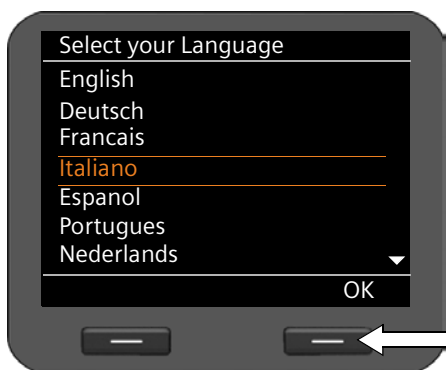 Select your Language
English
Deutsch
Francais
Italiano
Espanol
Portugues
Nederlands
OK